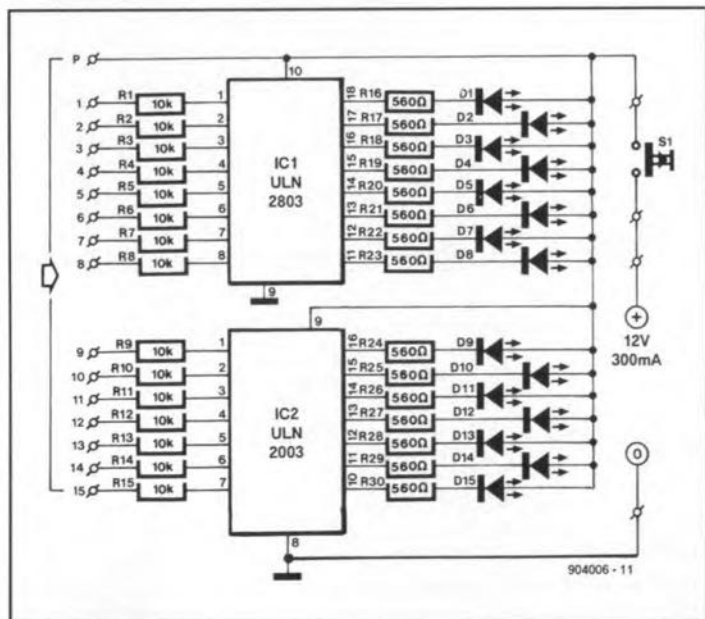 P
10
1 R1 10k 1 18 R16 560Ω D1
2 R2 10k 2 17 R17 560Ω D2
3 R3 10k 3 16 R18 560Ω D3
S1
4 R4 10k 4 15 R19 560Ω D4
IC1
ULN
2803
5 R5 10k 5 14 R20 560Ω D5
6 R6 10k 6 13 R21 560Ω D6
7 R7 10k 7 12 R22 560Ω D7
8 R8 10k 8 11 R23 560Ω D8
9
+
12V
300mA
9
9 R9 10k 1 16 R24 560Ω D9
10 R10 10k 2 15 R25 560Ω D10
11 R11 10k 3 14 R26 560Ω D11
12 R12 10k 4 13 R27 560Ω D12
IC2
ULN
2003
13 R13 10k 5 12 R28 560Ω D13
14 R14 10k 6 11 R29 560Ω D14
0
15 R15 10k 7 10 R30 560Ω D15
8
904006 - 11